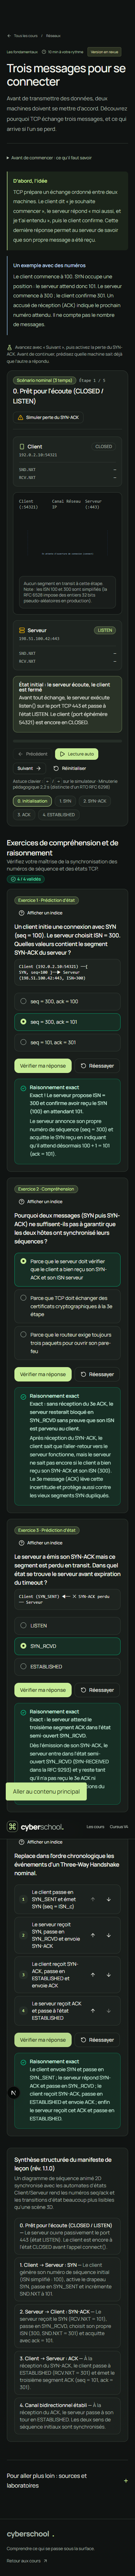 ← Tous les cours / Réseaux
Les fondamentaux 10 min à votre rythme Version en revue
Trois messages pour se
connecter
Avant de transmettre des données, deux
machines doivent se mettre d'accord. Découvrez
pourquoi TCP échange trois messages, et ce qui
arrive si l'un se perd.
▶ Avant de commencer · ce qu'il faut savoir
D'abord, l'idée
TCP prépare un échange ordonné entre deux
machines. Le client dit « je souhaite
commencer », le serveur répond « moi aussi, et
je t'ai entendu », puis le client confirme. Cette
dernière réponse permet au serveur de savoir
que son propre message a été reçu.
Un exemple avec des numéros
Le client commence à 100. SYN occupe une
position : le serveur attend donc 101. Le serveur
commence à 300 ; le client confirme 301. Un
accusé de réception (ACK) indique le prochain
numéro attendu. Il ne compte pas le nombre
de messages.
Avancez avec « Suivant », puis activez la perte du SYN-
ACK. Avant de continuer, prédisez quelle machine sait déjà
que l'autre a répondu.
Scénario nominal (3 temps) Étape 1 / 5
0. Prêt pour l'écoute (CLOSED /
LISTEN)
Simuler perte du SYN-ACK
Client CLOSED
192.0.2.10:54321
SND.NXT —
RCV.NXT —
Client Canal Réseau Serveur
(:54321) IP (:443)
Aucun segment en transit à cette étape
Serveur LISTEN
198.51.100.42:443
SND.NXT —
RCV.NXT —
État initial : le serveur écoute, le client
est fermé
Avant tout échange, le serveur exécute
listen() sur le port TCP 443 et passe à
l'état LISTEN. Le client (port éphémère
54321) est encore en CLOSED.
← Précédent Lecture auto
Suivant → Réinitialiser
0. Initialisation 1. SYN 2. SYN-ACK
3. ACK 4. ESTABLISHED
Exercices de compréhension et de
raisonnement
Vérifiez votre maîtrise de la synchronisation
des numéros de séquence et des états TCP.
4 / 4 validés
Exercice 1 · Prédiction d'état
Afficher un indice
Un client initie une connexion avec SYN
(seq = 100). Le serveur choisit ISN = 300.
Quelles valeurs contient le segment
SYN-ACK du serveur ?
seq = 300, ack = 100
seq = 300, ack = 101
seq = 101, ack = 301
Vérifier ma réponse Réessayer
Raisonnement exact
Exact ! Le serveur propose ISN =
300 et confirme avoir reçu le SYN
(100) en attendant 101.
Le serveur annonce son propre
numéro de séquence (seq = 300) et
acquitte le SYN reçu en indiquant
qu'il attend désormais 100 + 1 = 101
(ack = 101).
Exercice 2 · Compréhension
Afficher un indice
Pourquoi deux messages (SYN puis SYN-
ACK) ne suffisent-ils pas à garantir que
les deux hôtes ont synchronisé leurs
séquences ?
Parce que le serveur doit vérifier
que le client a bien reçu son SYN-
ACK et son ISN serveur
Parce que TCP doit échanger des
certificats cryptographiques à la 3e
étape
Parce que le routeur exige toujours
trois paquets pour ouvrir son pare-
feu
Vérifier ma réponse Réessayer
Raisonnement exact
Exact : sans réception du 3e ACK, le
serveur resterait bloqué en
SYN_RCVD sans preuve que son ISN
est parvenu au client.
Après réception du SYN-ACK, le
client sait que l'aller-retour vers le
serveur fonctionne, mais le serveur
ne sait pas encore si le client a bien
reçu son SYN-ACK et son ISN (300).
Le 3e message (ACK) lève cette
incertitude et protège aussi contre
les vieux segments SYN dupliqués.
Exercice 3 · Prédiction d'état
Afficher un indice
Le serveur a émis son SYN-ACK mais ce
segment est perdu en transit. Dans quel
état se trouve le serveur avant expiration
du timeout ?
LISTEN
SYN_RCVD
ESTABLISHED
Vérifier ma réponse Réessayer
Raisonnement exact
Exact : le serveur attend le
troisième segment ACK dans l'état
semi-ouvert SYN_RCVD.
Dès l'émission de son SYN-ACK, le
serveur entre dans l'état semi-
ouvert SYN_RCVD (SYN-RECEIVED
dans la RFC 9293) et y reste tant
qu'il n'a pas reçu le 3e ACK ni
Aller au contenu principal
cyberschool. Les cours Cursus IIA
Afficher un indice
Replace dans l'ordre chronologique les
événements d'un Three-Way Handshake
nominal.
1 Le client passe en
SYN_SENT et émet
SYN (seq = ISN_c) ↑ ↓
2 Le serveur reçoit
SYN, passe en
SYN_RCVD et envoie
SYN-ACK ↑ ↓
3 Le client reçoit SYN-
ACK, passe en
ESTABLISHED et
envoie ACK ↑ ↓
4 Le serveur reçoit ACK
et passe à l'état
ESTABLISHED ↑ ↓
Vérifier ma réponse Réessayer
Raisonnement exact
Le client envoie SYN et passe en
SYN_SENT ; le serveur répond SYN-
ACK et passe en SYN_RCVD ; le
client reçoit SYN-ACK, passe en
ESTABLISHED et envoie ACK ; enfin
le serveur reçoit cet ACK et passe en
ESTABLISHED.
N
Synthèse structurée du manifeste de
leçon (rév. 1.1.0)
Un diagramme de séquence animé 2D
synchronisé avec les automates d'états
Client/Serveur rend les numéros implicites et
les transitions d'état beaucoup plus lisibles
qu'une scène 3D.
0. Prêt pour l'écoute (CLOSED / LISTEN)
— Le serveur ouvre passivement le port
443 (état LISTEN). Le client est encore à
l'état CLOSED avant l'appel connect().
1. Client → Serveur : SYN — Le client
génère son numéro de séquence initial
(ISN simplifié : 100), active le drapeau
SYN, passe en SYN_SENT et incrémente
SND.NXT à 101.
2. Serveur → Client : SYN-ACK — Le
serveur reçoit le SYN (RCV.NXT = 101),
passe en SYN_RCVD, choisit son propre
ISN (300, SND.NXT = 301) et acquitte
avec ack = 101.
3. Client → Serveur : ACK — À la
réception du SYN-ACK, le client passe à
ESTABLISHED (RCV.NXT = 301) et émet le
troisième segment ACK (seq = 101, ack =
301).
4. Canal bidirectionnel établi — À la
réception du ACK, le serveur passe à son
tour en ESTABLISHED. Les deux sens de
séquence initiaux sont synchronisés.
Pour aller plus loin : sources et
laboratoires +
cyberschool .
Comprendre ce qui se passe sous la surface.
Retour aux cours ↗